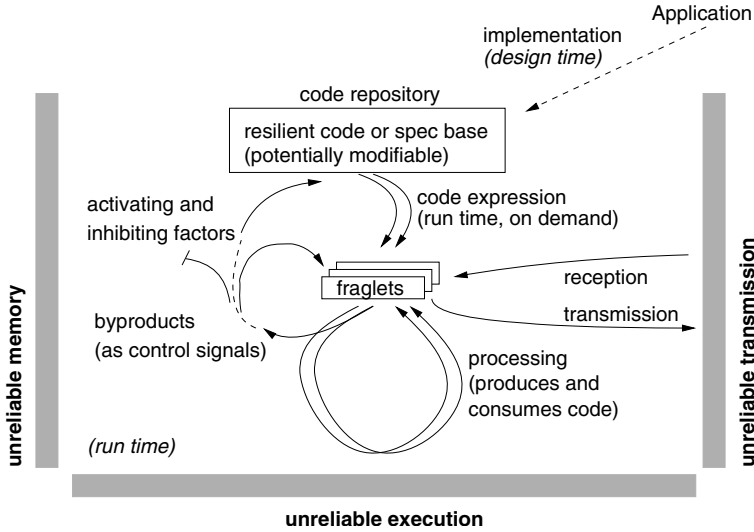 Application
implementation
(design time)
code repository
resilient code or spec base
(potentially modifiable)
activating and
inhibiting factors
code expression
(run time, on demand)
fraglets
reception
transmission
byproducts
(as control signals)
processing
(produces and
consumes code)
(run time)
unreliable memory
unreliable transmission
unreliable execution